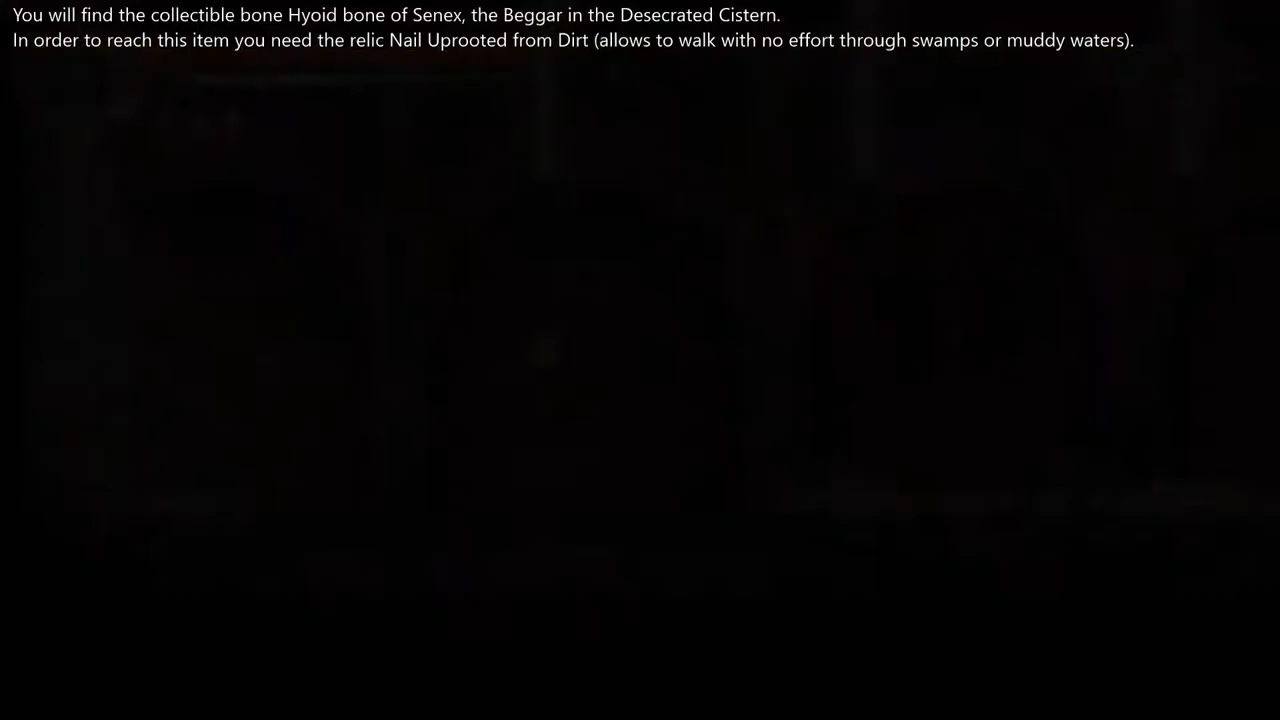 You will find the collectible bone Hyoid bone of Senex, the Beggar in the Desecrated Cistern.
In order to reach this item you need the relic Nail Uprooted from Dirt (allows to walk with no effort through swamps or muddy waters).